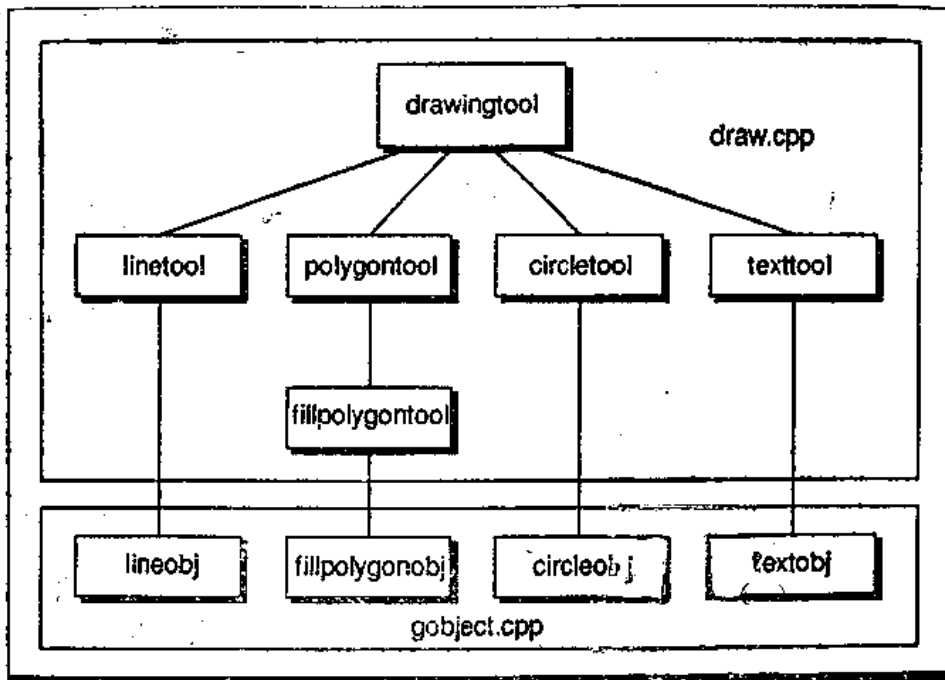 drawingtool
draw.cpp
linetool
polygontool
circletool
texttool
fillpolygontool
lineobj
fillpolygonobj
circleobj
textobj
gobject.cpp